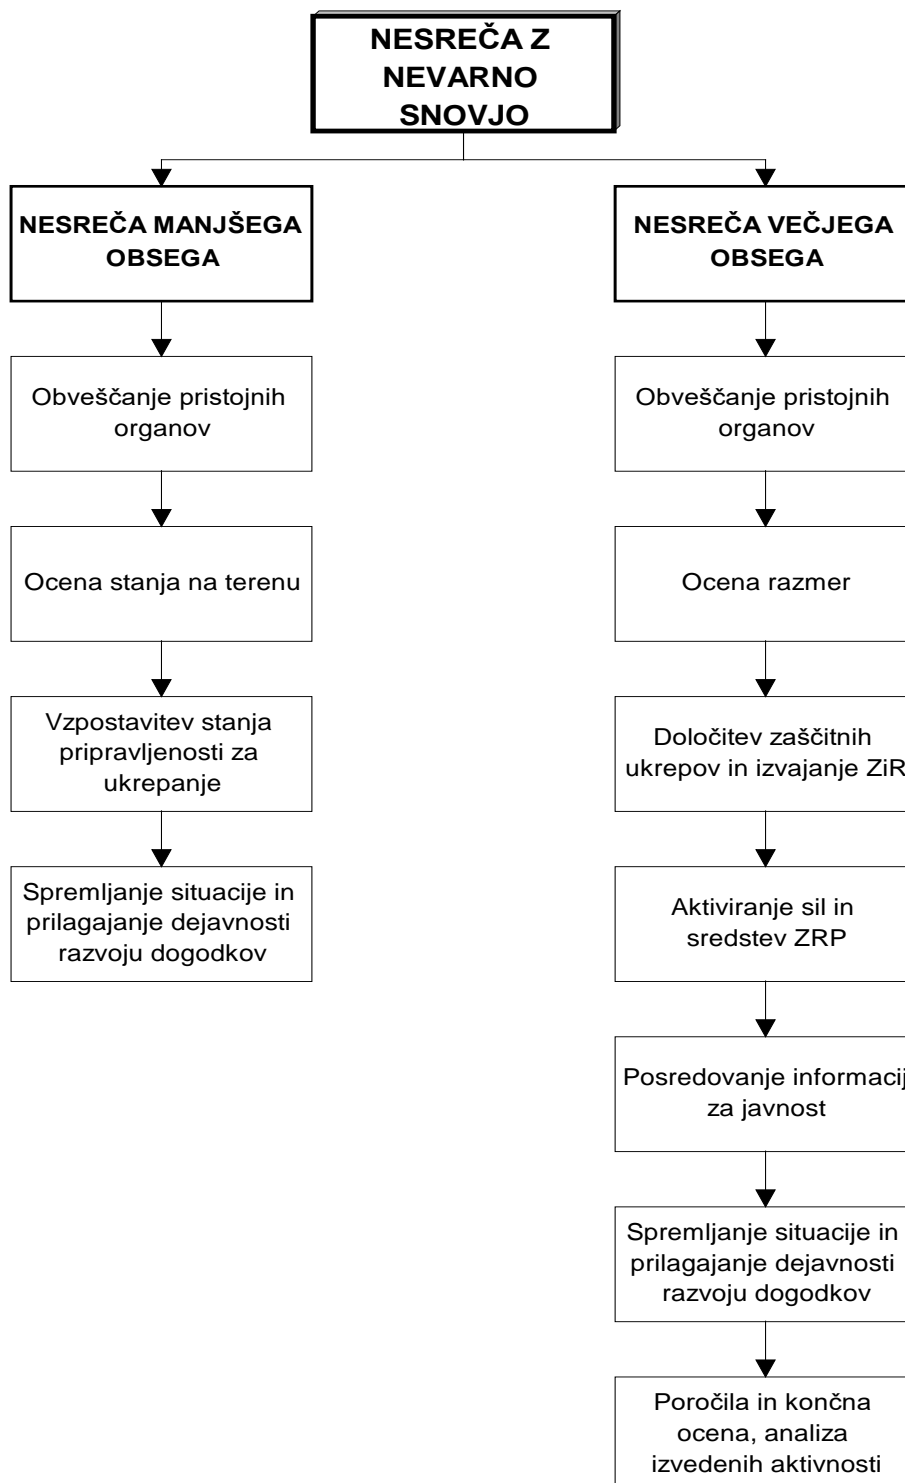 NESREČA Z
NEVARNO
SNOVJO
NESREČA MANJŠEGA
OBSEGA
Obveščanje pristojnih
organov
Ocena stanja na terenu
Vzpostavitev stanja
pripravljenosti za
ukrepanje
Spremljanje situacije in
prilagajanje dejavnosti
razvoju dogodkov
NESREČA VEČJEGA
OBSEGA
Obveščanje pristojnih
organov
Ocena razmer
Določitev zaščitnih
ukrepov in izvajanje ZiR
Aktiviranje sil in
sredstev ZRP
Posredovanje informacij
za javnost
Spremljanje situacije in
prilagajanje dejavnosti
razvoju dogodkov
Poročila in končna
ocena, analiza
izvedenih aktivnosti